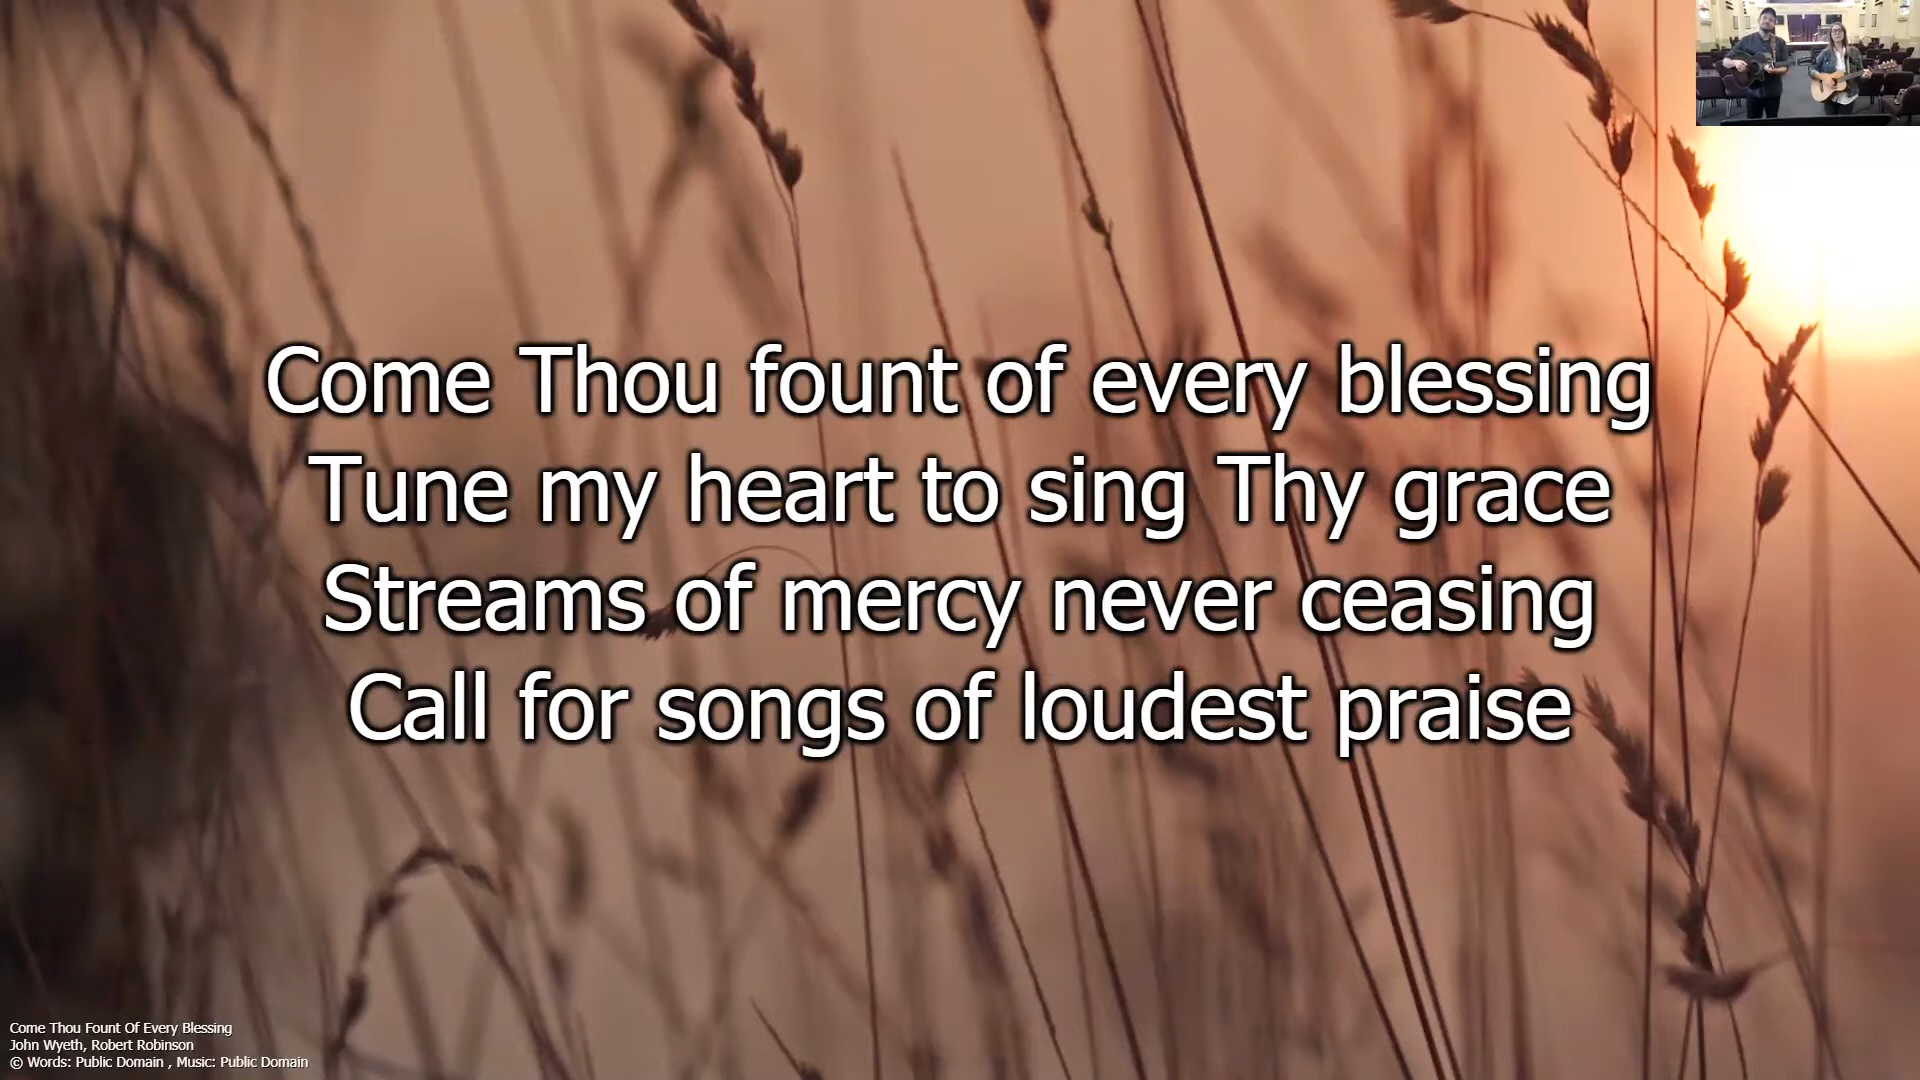 Come Thou fount of every blessing
Tune my heart to sing Thy grace
Streams of mercy never ceasing
Call for songs of loudest praise
Come Thou Fount Of Every Blessing
John Wyeth, Robert Robinson
© Words: Public Domain , Music: Public Domain